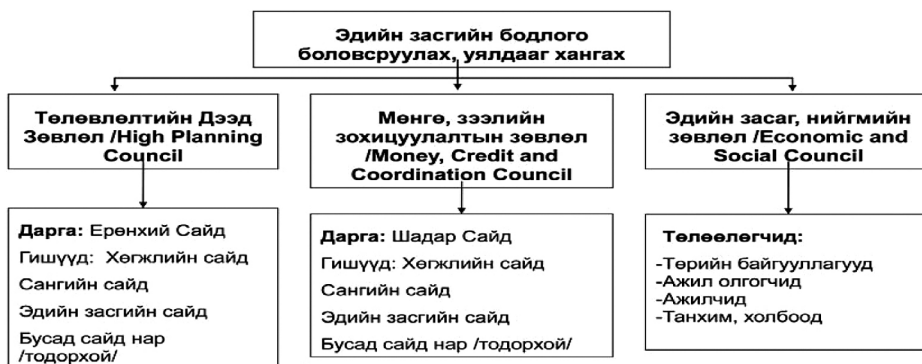 Эдийн засгийн бодлого
боловсруулах, уялдааг хангах
Төлөвлөлтийн Дээд
Зөвлөл /High Planning
Council
Мөнгө, зээлийн
зохицуулалтын зөвлөл
/Money, Credit and
Coordination Council
Эдийн засаг, нийгмийн
зөвлөл /Economic and
Social Council
Дарга: Ерөнхий Сайд
Гишүүд: Хөгжлийн сайд
Сангийн сайд
Эдийн засгийн сайд
Бусад сайд нар
/тодорхой/
Дарга: Шадар Сайд
Гишүүд: Хөгжлийн сайд
Сангийн сайд
Эдийн засгийн сайд
Бусад сайд нар /тодорхой/
Төлөөлөгчид:
-Төрийн байгууллагууд
-Ажил олгогчид
-Ажилчид
-Танхим, холбоод